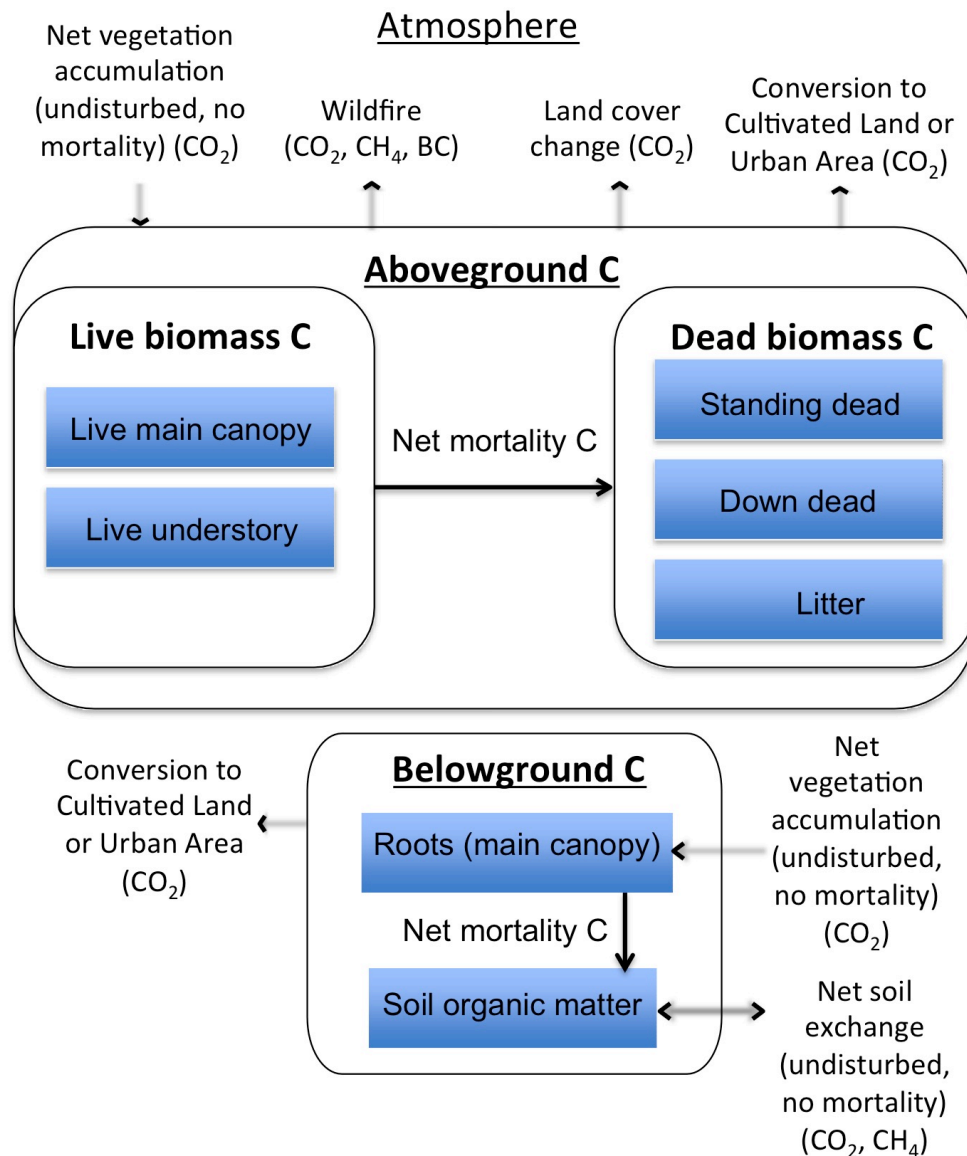 Atmosphere
Net vegetation
accumulation
(undisturbed, no
mortality) (CO₂)
Wildfire
(CO₂, CH₄, BC)
Land cover
change (CO₂)
Conversion to
Cultivated Land or
Urban Area (CO₂)
Aboveground C
Live biomass C
Live main canopy
Live understory
Net mortality C
Dead biomass C
Standing dead
Down dead
Litter
Belowground C
Conversion to
Cultivated Land
or Urban Area
(CO₂)
Roots (main canopy)
Net mortality C
Soil organic matter
Net
vegetation
accumulation
(undisturbed,
no mortality)
(CO₂)
Net soil
exchange
(undisturbed,
no mortality)
(CO₂, CH₄)